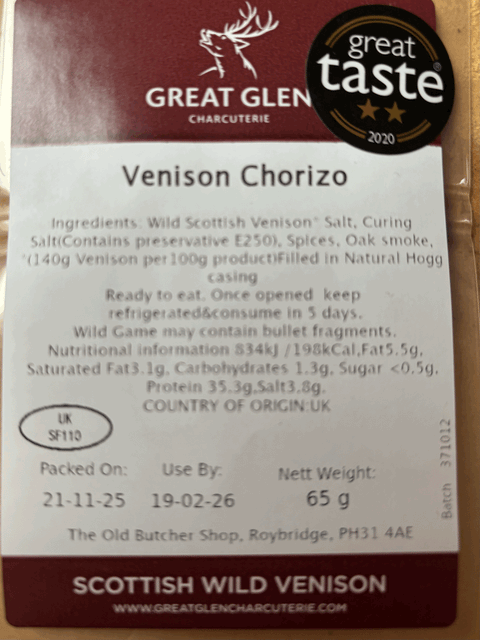 great
taste®
2020
GREAT GLEN
CHARCUTERIE
Venison Chorizo
Ingredients: Wild Scottish Venison* Salt, Curing
Salt(Contains preservative E250), Spices, Oak smoke,
*(140g Venison per100g product)Filled in Natural Hogg
casing
Ready to eat. Once opened keep
refrigerated&consume in 5 days.
Wild Game may contain bullet fragments.
Nutritional information 834kJ /198kCal,Fat5.5g,
Saturated Fat3.1g, Carbohydrates 1.3g, Sugar <0.5g,
Protein 35.3g,Salt3.8g.
COUNTRY OF ORIGIN:UK
UK
SF110
Packed On: Use By: Nett Weight:
21-11-25 19-02-26 65 g
Batch 371012
The Old Butcher Shop, Roybridge, PH31 4AE
SCOTTISH WILD VENISON
WWW.GREATGLENCHARCUTERIE.COM